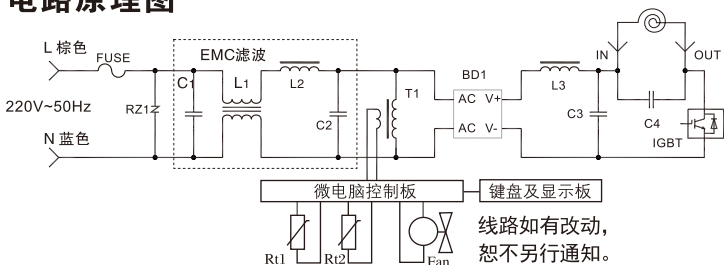 电路原理图
EMC滤波
IN
OUT
L 棕色
FUSE
BD1
C1
L1
L2
T1
L3
AC V+
220V~50Hz
RZ1
C2
C3
C4
AC V-
IGBT
N 蓝色
微电脑控制板
键盘及显示板
线路如有改动,
恕不另行通知。
Rt1
Rt2
Fan